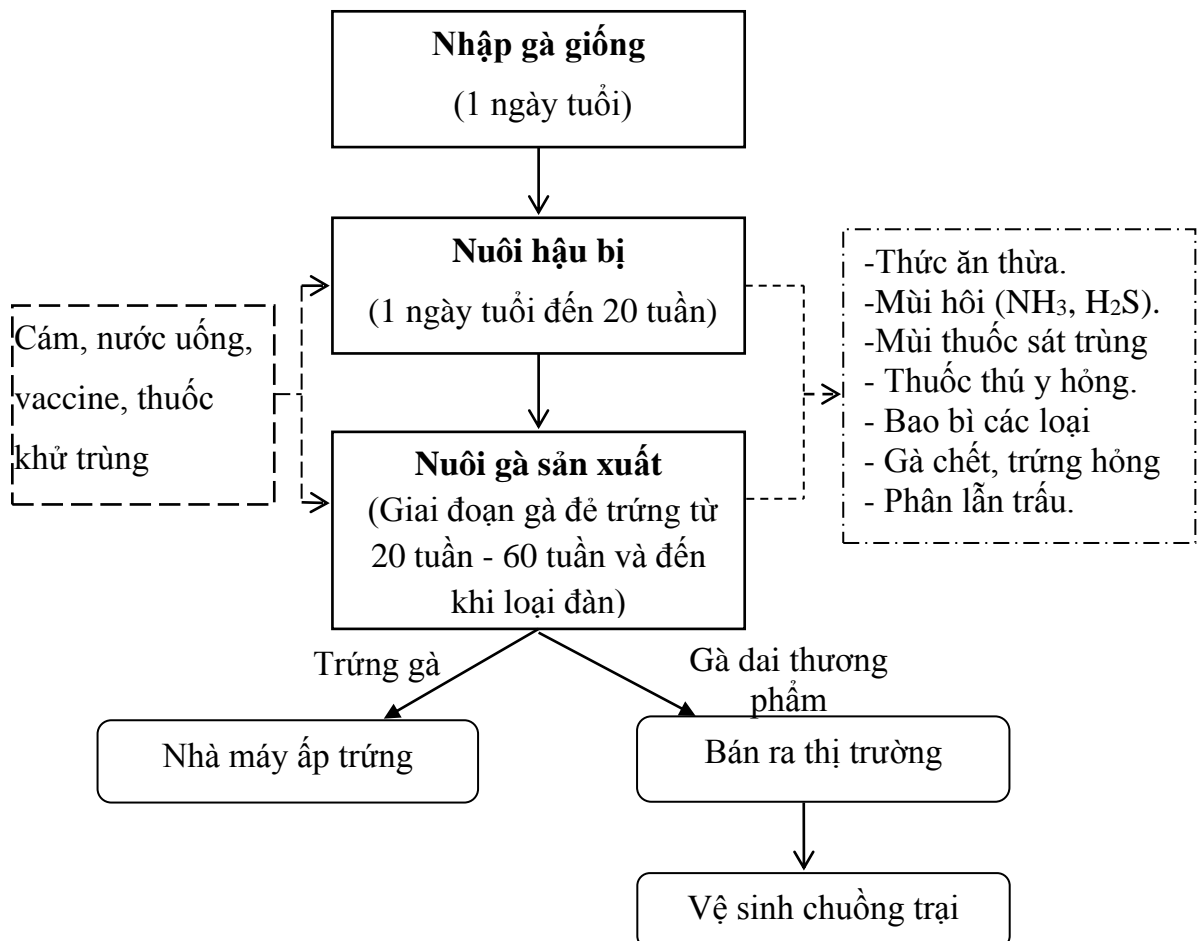 Nhập gà giống
(1 ngày tuổi)
Nuôi hậu bị
(1 ngày tuổi đến 20 tuần)
Cám, nước uống,
vaccine, thuốc
khử trùng
-Thức ăn thừa.
-Mùi hôi (NH₃, H₂S).
-Mùi thuốc sát trùng
- Thuốc thú y hỏng.
- Bao bì các loại
- Gà chết, trứng hỏng
- Phân lẫn trấu.
Nuôi gà sản xuất
(Giai đoạn gà đẻ trứng từ
20 tuần - 60 tuần và đến
khi loại đàn)
Trứng gà
Gà dai thương
phẩm
Nhà máy ấp trứng
Bán ra thị trường
Vệ sinh chuồng trại